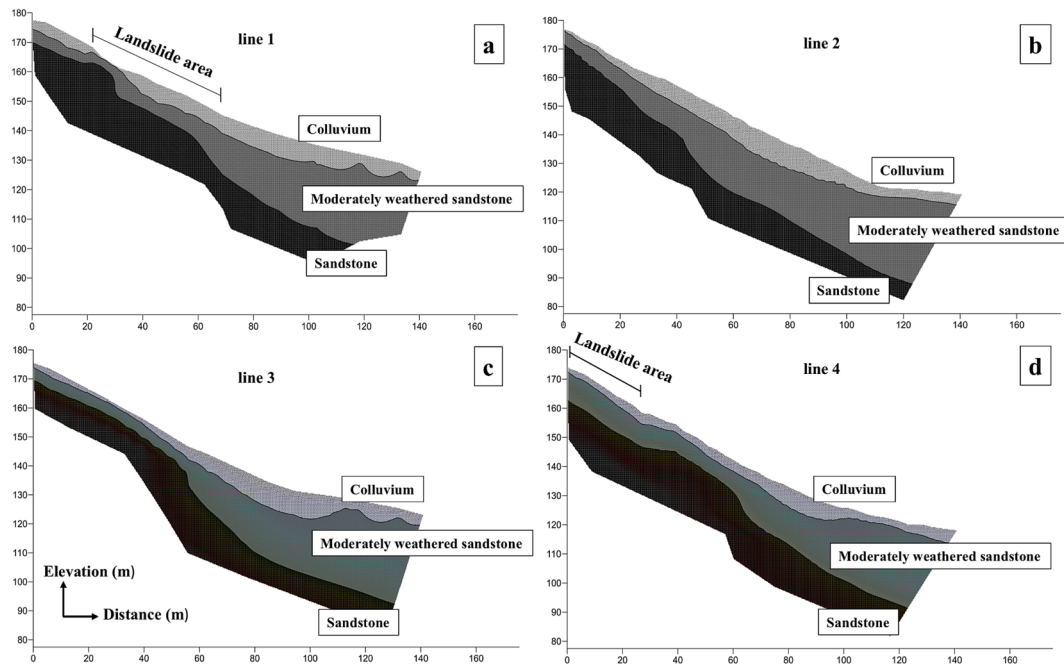 line 1
a
Landslide area
Colluvium
Moderately weathered sandstone
Sandstone
180
170
160
150
140
130
120
110
100
90
80
0 20 40 60 80 100 120 140 160
line 2
b
Colluvium
Moderately weathered sandstone
Sandstone
180
170
160
150
140
130
120
110
100
90
80
0 20 40 60 80 100 120 140 160
line 3
c
Colluvium
Moderately weathered sandstone
Sandstone
Elevation (m)
Distance (m)
180
170
160
150
140
130
120
110
100
90
80
0 20 40 60 80 100 120 140 160
line 4
d
Landslide area
Colluvium
Moderately weathered sandstone
Sandstone
180
170
160
150
140
130
120
110
100
90
80
0 20 40 60 80 100 120 140 160